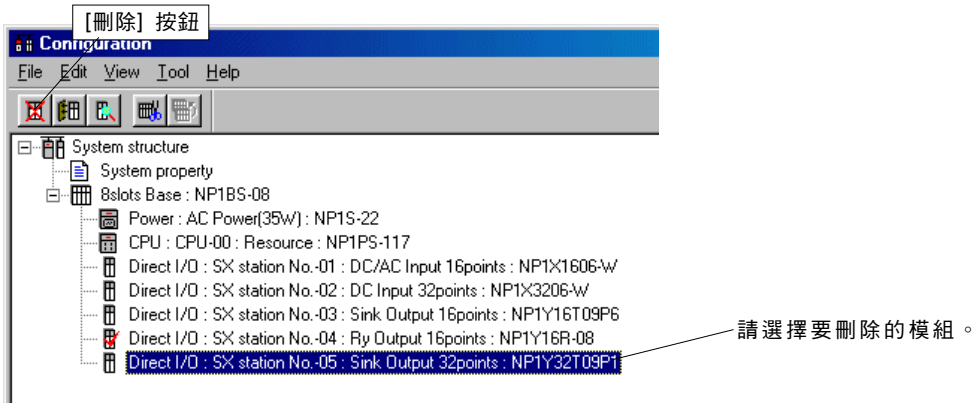 [刪除] 按鈕
Configuration
File Edit View Tool Help
System structure
System property
8slots Base : NP1BS-08
Power : AC Power(35W) : NP1S-22
CPU : CPU-00 : Resource : NP1PS-117
Direct I/O : SX station No.-01 : DC/AC Input 16points : NP1X1606-W
Direct I/O : SX station No.-02 : DC Input 32points : NP1X3206-W
Direct I/O : SX station No.-03 : Sink Output 16points : NP1Y16T09P6
Direct I/O : SX station No.-04 : Ry Output 16points : NP1Y16R-08
Direct I/O : SX station No.-05 : Sink Output 32points : NP1Y32T09P1
請選擇要刪除的模組。